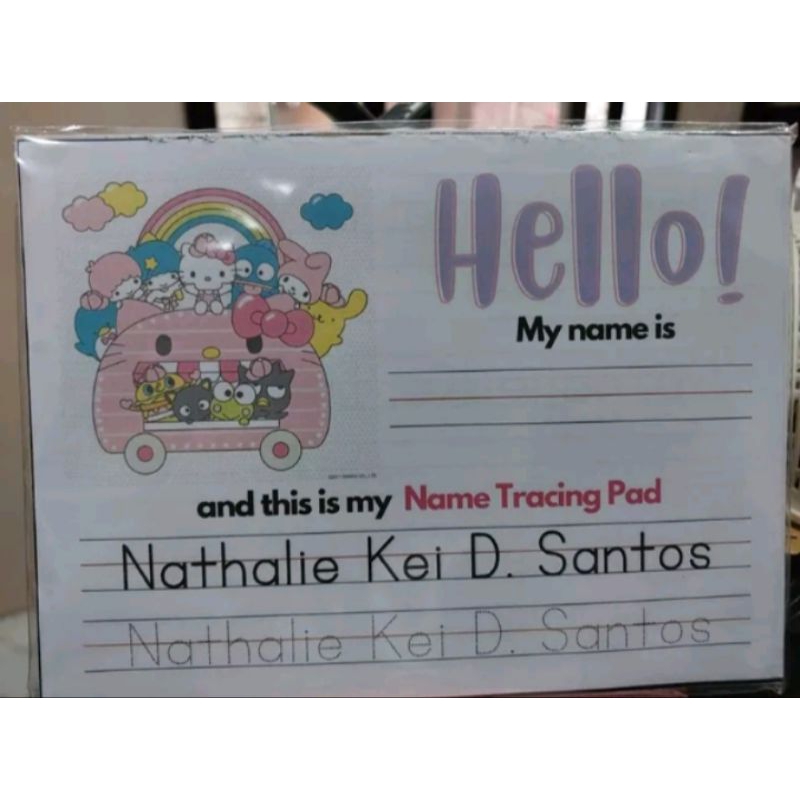 Hello!
My name is
and this is my Name Tracing Pad
Nathalie Kei D. Santos
Nathalie Kei D. Santos